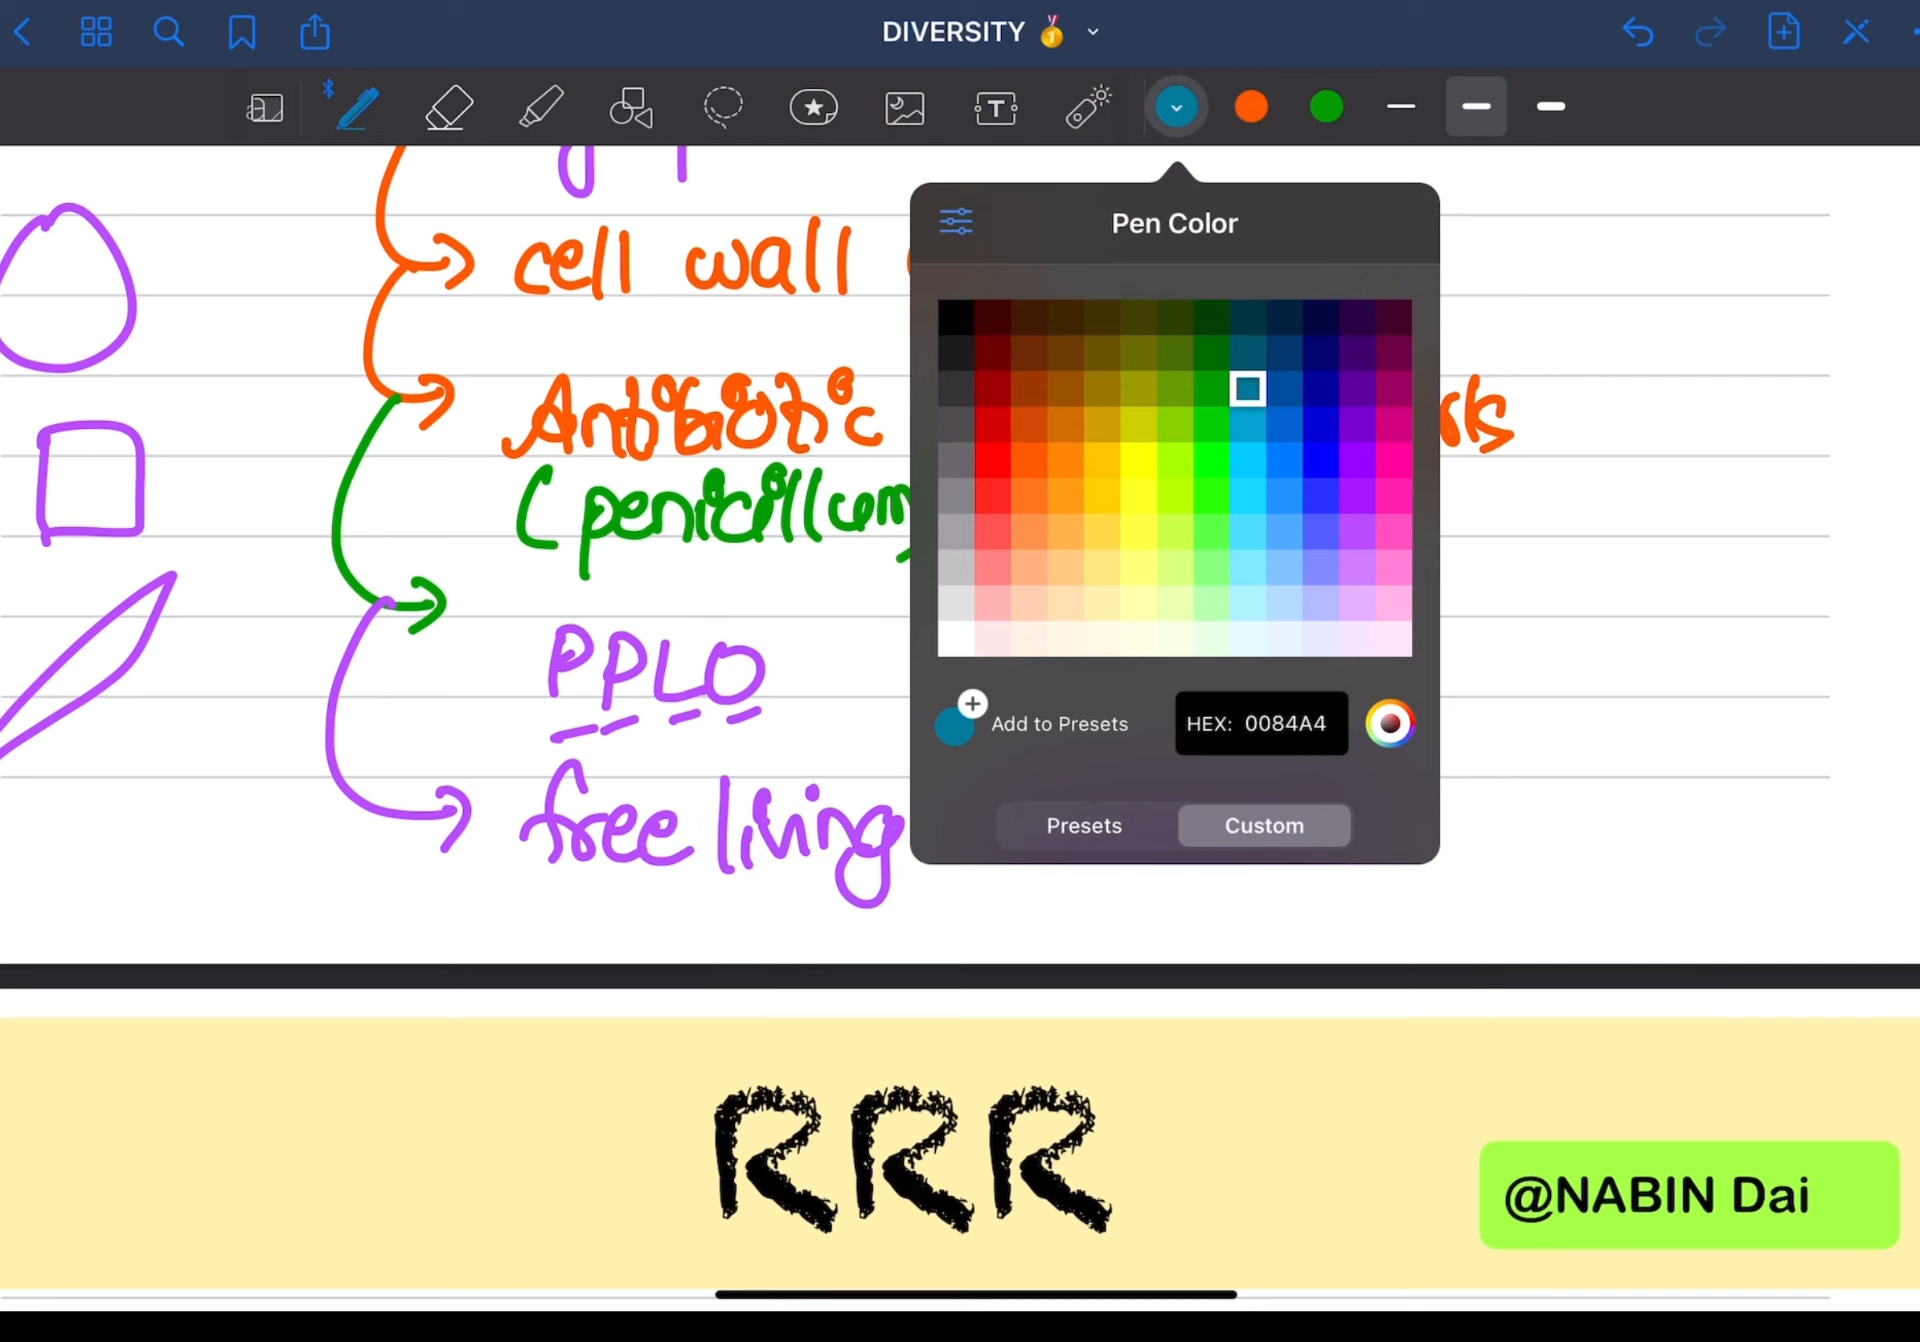 DIVERSITY 🥇
Pen Color
cell wall
Antibiotic
(penicillum
PPLO
Add to Presets HEX: 0084A4
Presets Custom
free living
RRR
@NABIN Dai